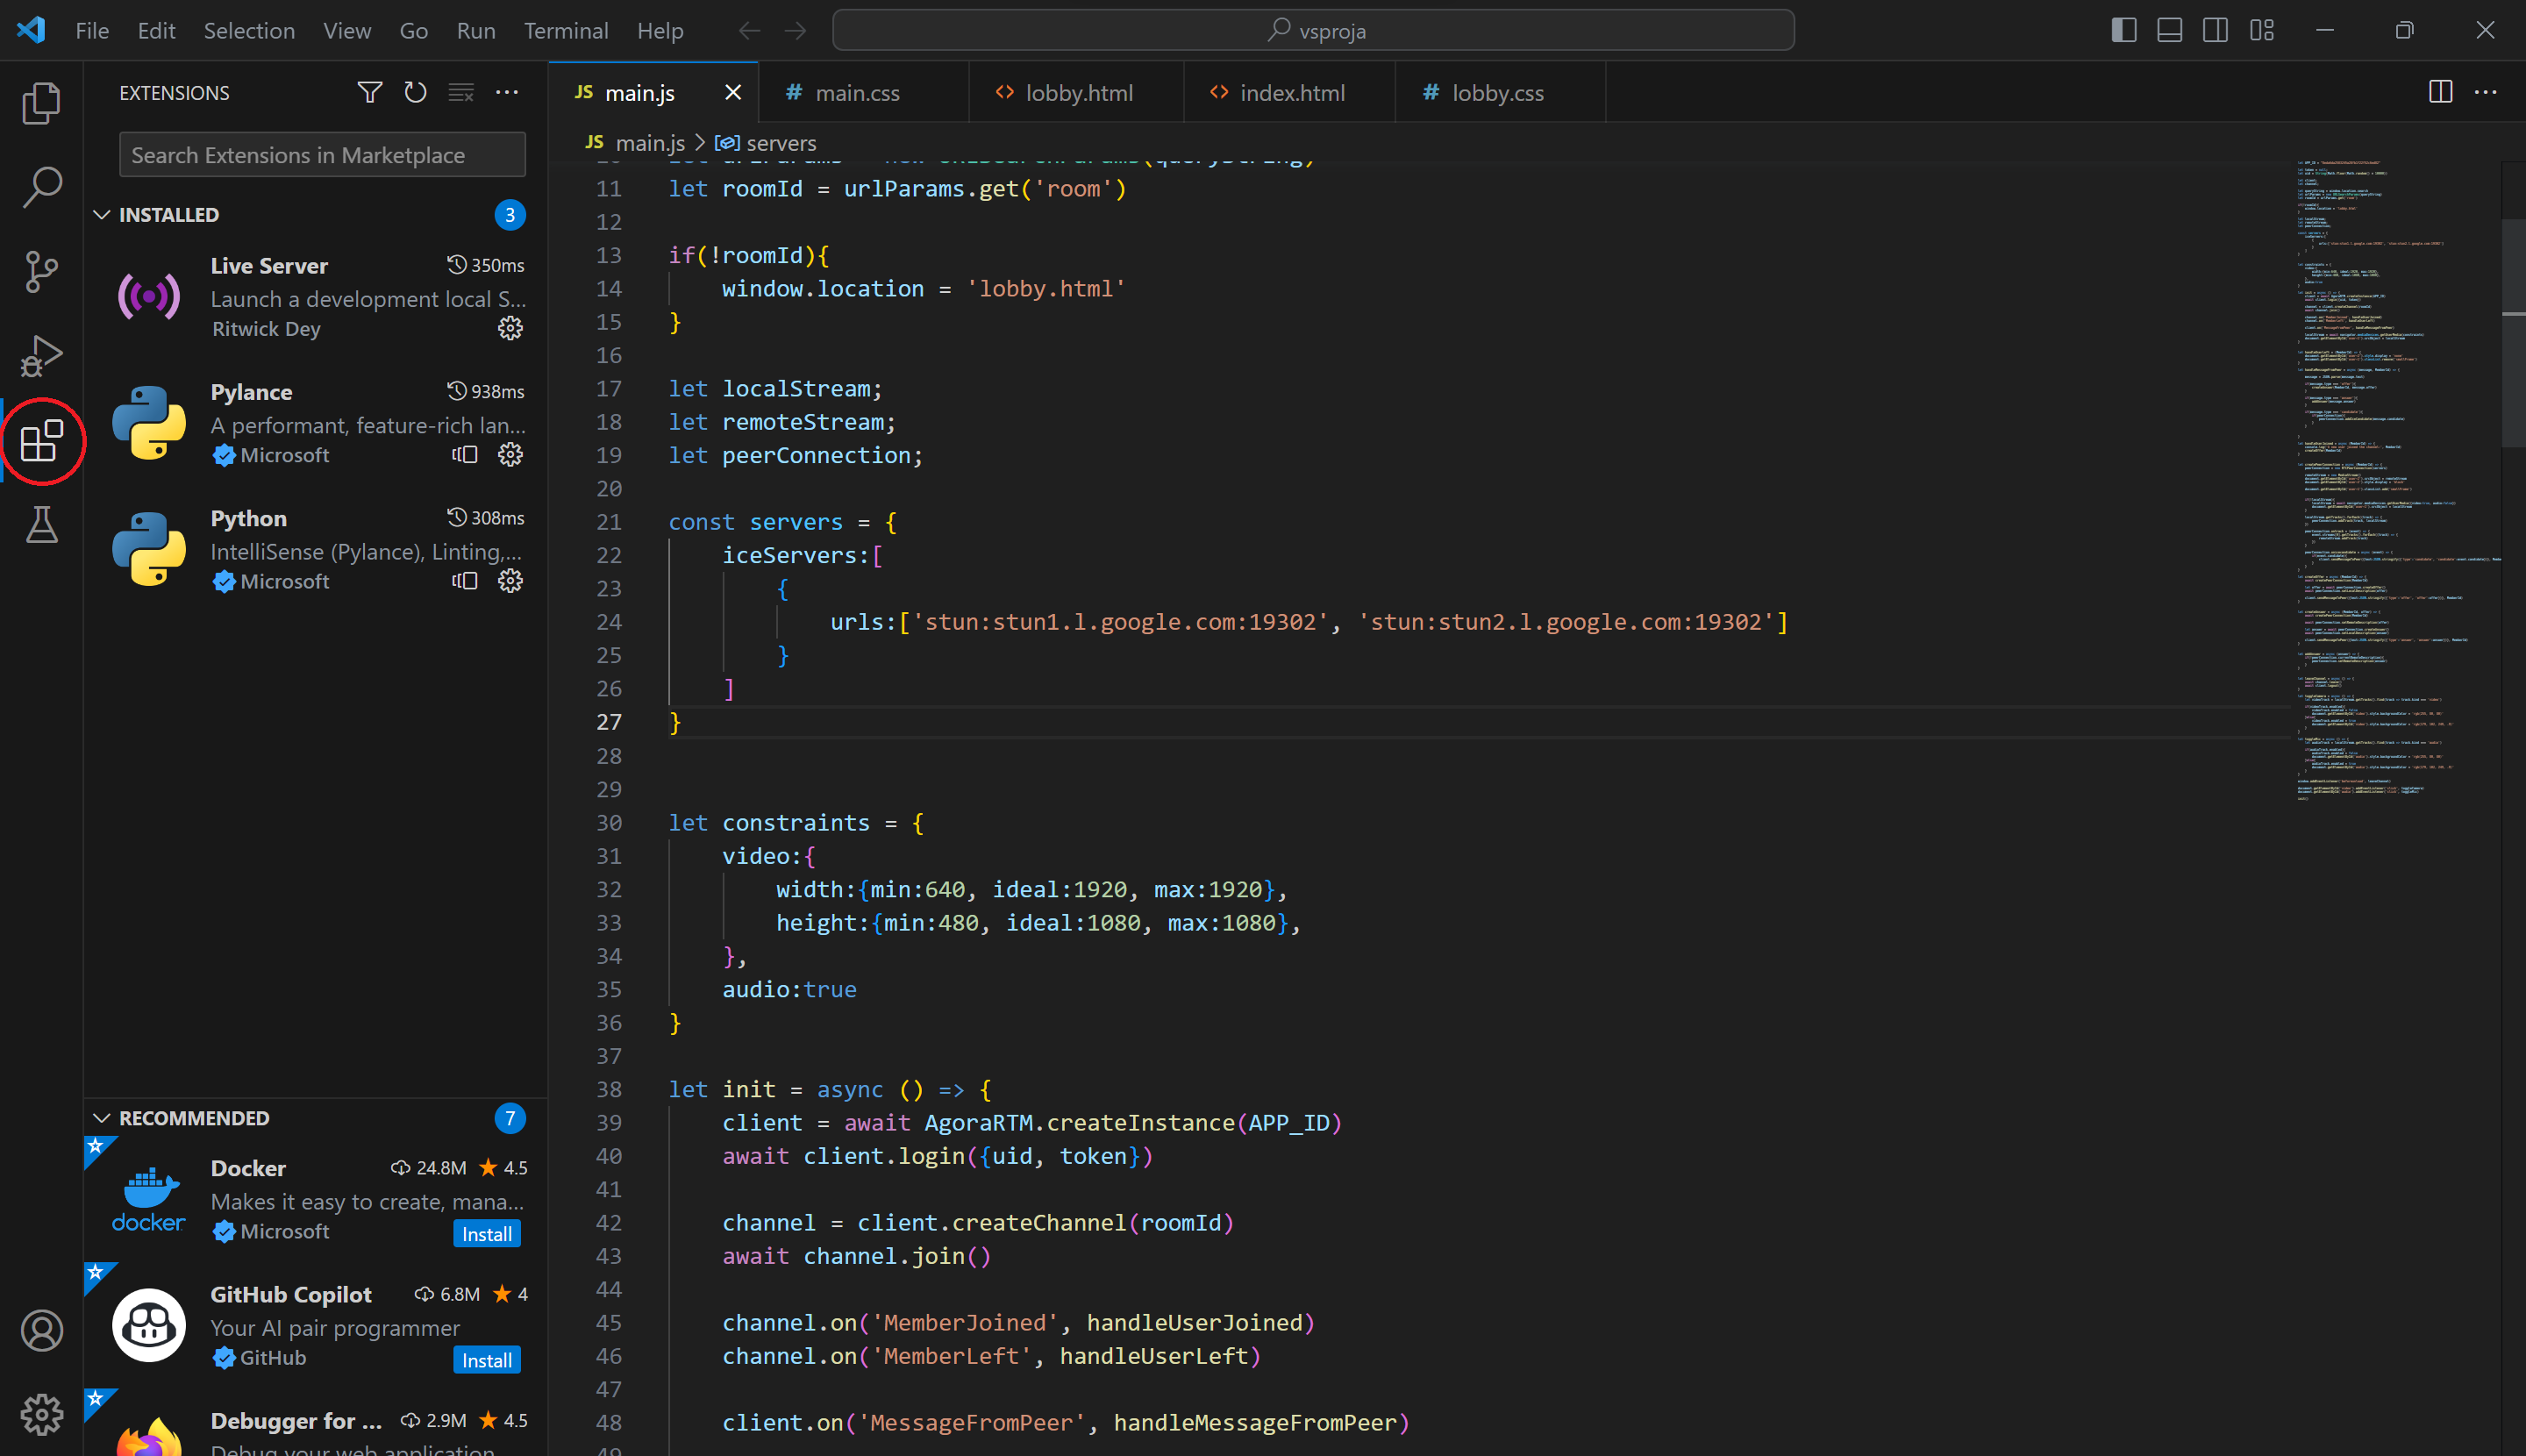 File Edit Selection View Go Run Terminal Help
vsproja
EXTENSIONS
Search Extensions in Marketplace
INSTALLED 3
Live Server 350ms
Launch a development local S...
Ritwick Dey
Pylance 938ms
A performant, feature-rich lan...
Microsoft
Python 308ms
IntelliSense (Pylance), Linting,...
Microsoft
RECOMMENDED 7
Docker 24.8M 4.5
Makes it easy to create, mana...
docker
Microsoft Install
GitHub Copilot 6.8M 4
Your AI pair programmer
GitHub Install
Debugger for ... 2.9M 4.5
Debug your web application
JS main.js # main.css <> lobby.html <> index.html # lobby.css
JS main.js > servers
11 let roomId = urlParams.get('room')
12
13 if(!roomId){
14 window.location = 'lobby.html'
15 }
16
17 let localStream;
18 let remoteStream;
19 let peerConnection;
20
21 const servers = {
22 iceServers:[
23 {
24 urls:['stun:stun1.l.google.com:19302', 'stun:stun2.l.google.com:19302']
25 }
26 ]
27 }
28
29
30 let constraints = {
31 video:{
32 width:{min:640, ideal:1920, max:1920},
33 height:{min:480, ideal:1080, max:1080},
34 },
35 audio:true
36 }
37
38 let init = async () => {
39 client = await AgoraRTM.createInstance(APP_ID)
40 await client.login({uid, token})
41
42 channel = client.createChannel(roomId)
43 await channel.join()
44
45 channel.on('MemberJoined', handleUserJoined)
46 channel.on('MemberLeft', handleUserLeft)
47
48 client.on('MessageFromPeer', handleMessageFromPeer)
49